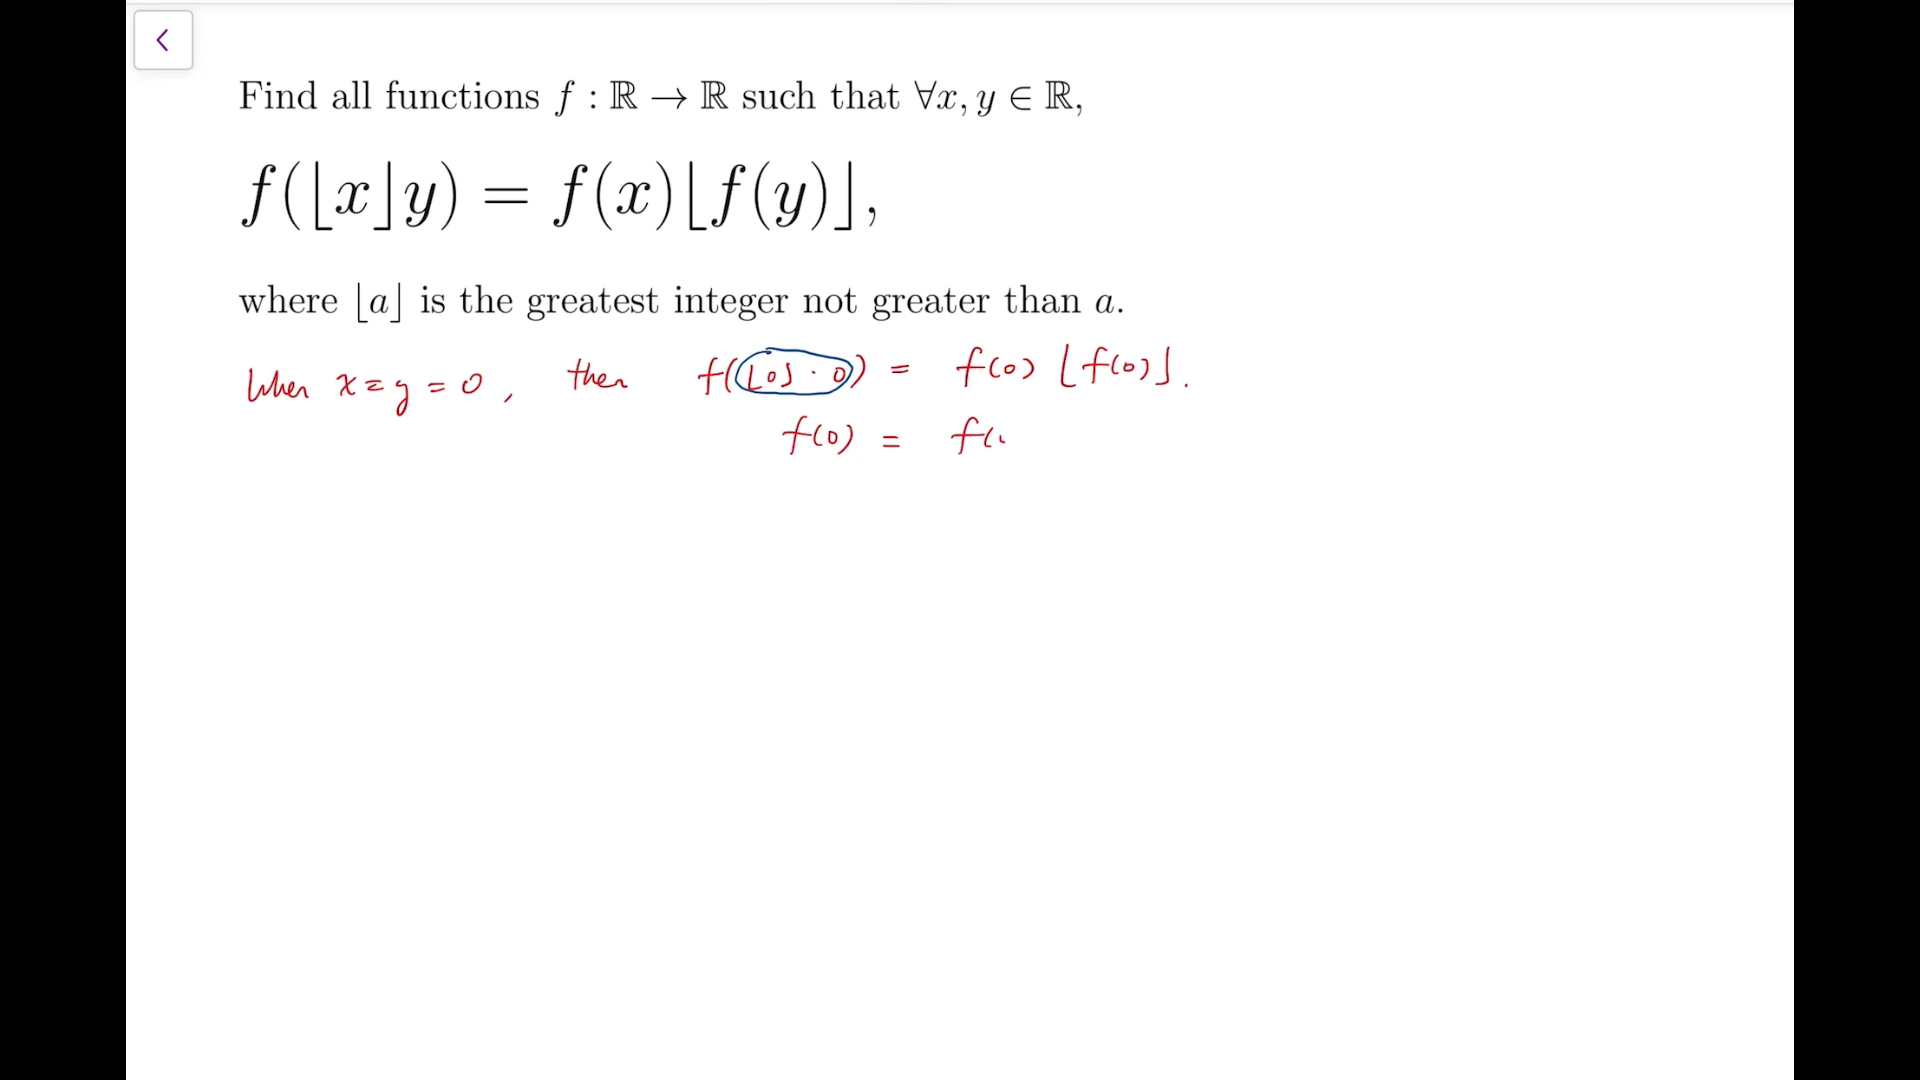 Find all functions f : ℝ → ℝ such that ∀x, y ∈ ℝ,
f(⌊x⌋y) = f(x)⌊f(y)⌋,
where ⌊a⌋ is the greatest integer not greater than a.
When x = y = 0, then f(⌊0⌋ · 0) = f(0) ⌊f(0)⌋.
f(0) = f(